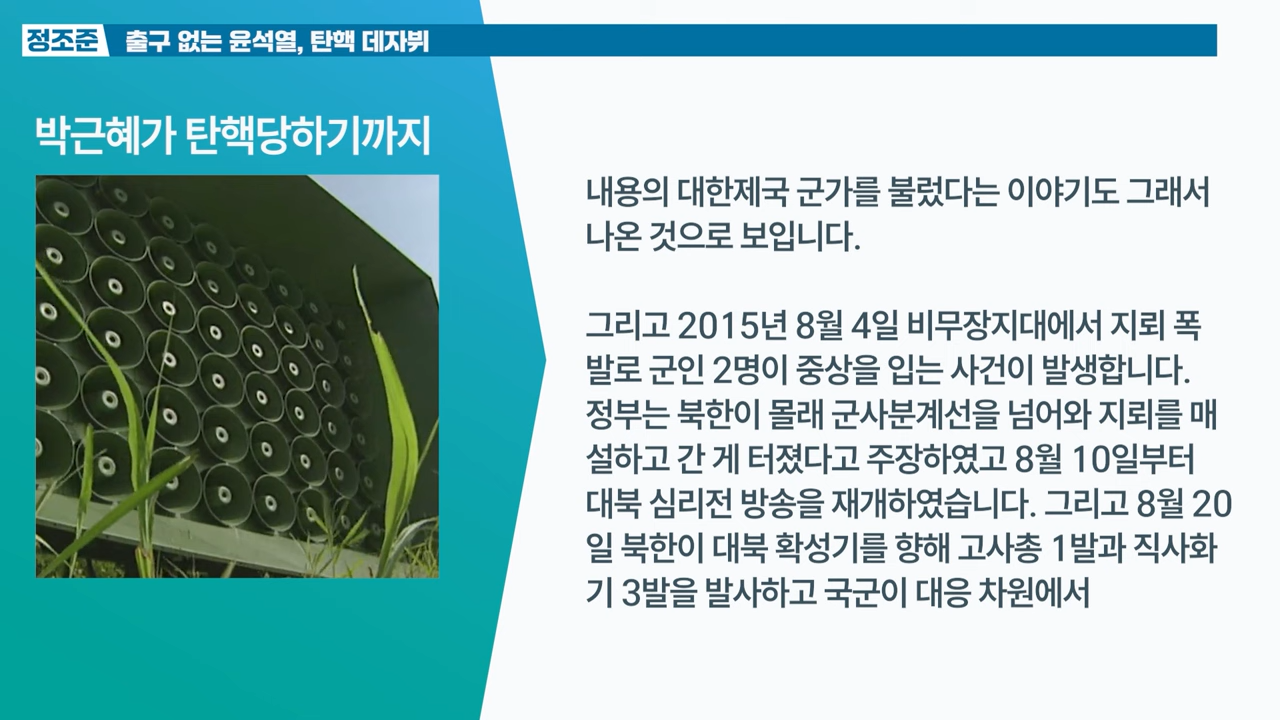 정조준 출구 없는 윤석열, 탄핵 데자뷔
박근혜가 탄핵당하기까지
내용의 대한제국 군가를 불렀다는 이야기도 그래서
나온 것으로 보입니다.
그리고 2015년 8월 4일 비무장지대에서 지뢰 폭
발로 군인 2명이 중상을 입는 사건이 발생합니다.
정부는 북한이 몰래 군사분계선을 넘어와 지뢰를 매
설하고 간 게 터졌다고 주장하였고 8월 10일부터
대북 심리전 방송을 재개하였습니다. 그리고 8월 20
일 북한이 대북 확성기를 향해 고사총 1발과 직사화
기 3발을 발사하고 국군이 대응 차원에서